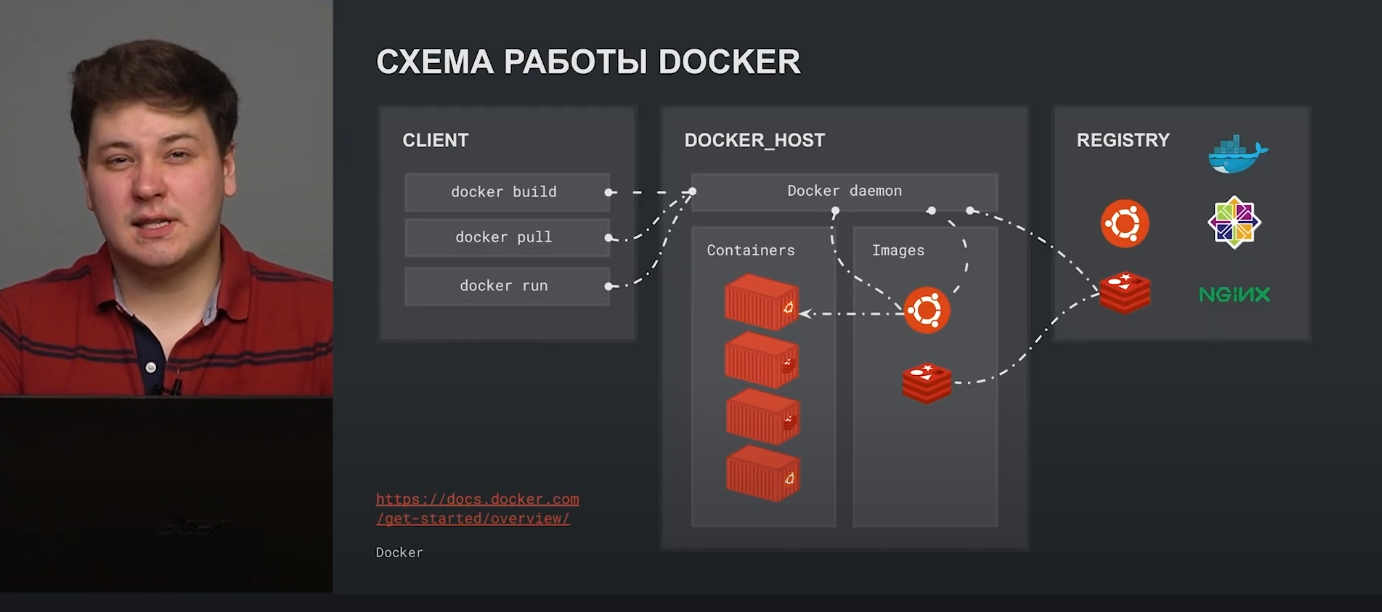 СХЕМА РАБОТЫ DOCKER
CLIENT
docker build
docker pull
docker run
DOCKER_HOST
Docker daemon
Containers
Images
REGISTRY
NGINX
https://docs.docker.com
/get-started/overview/
Docker